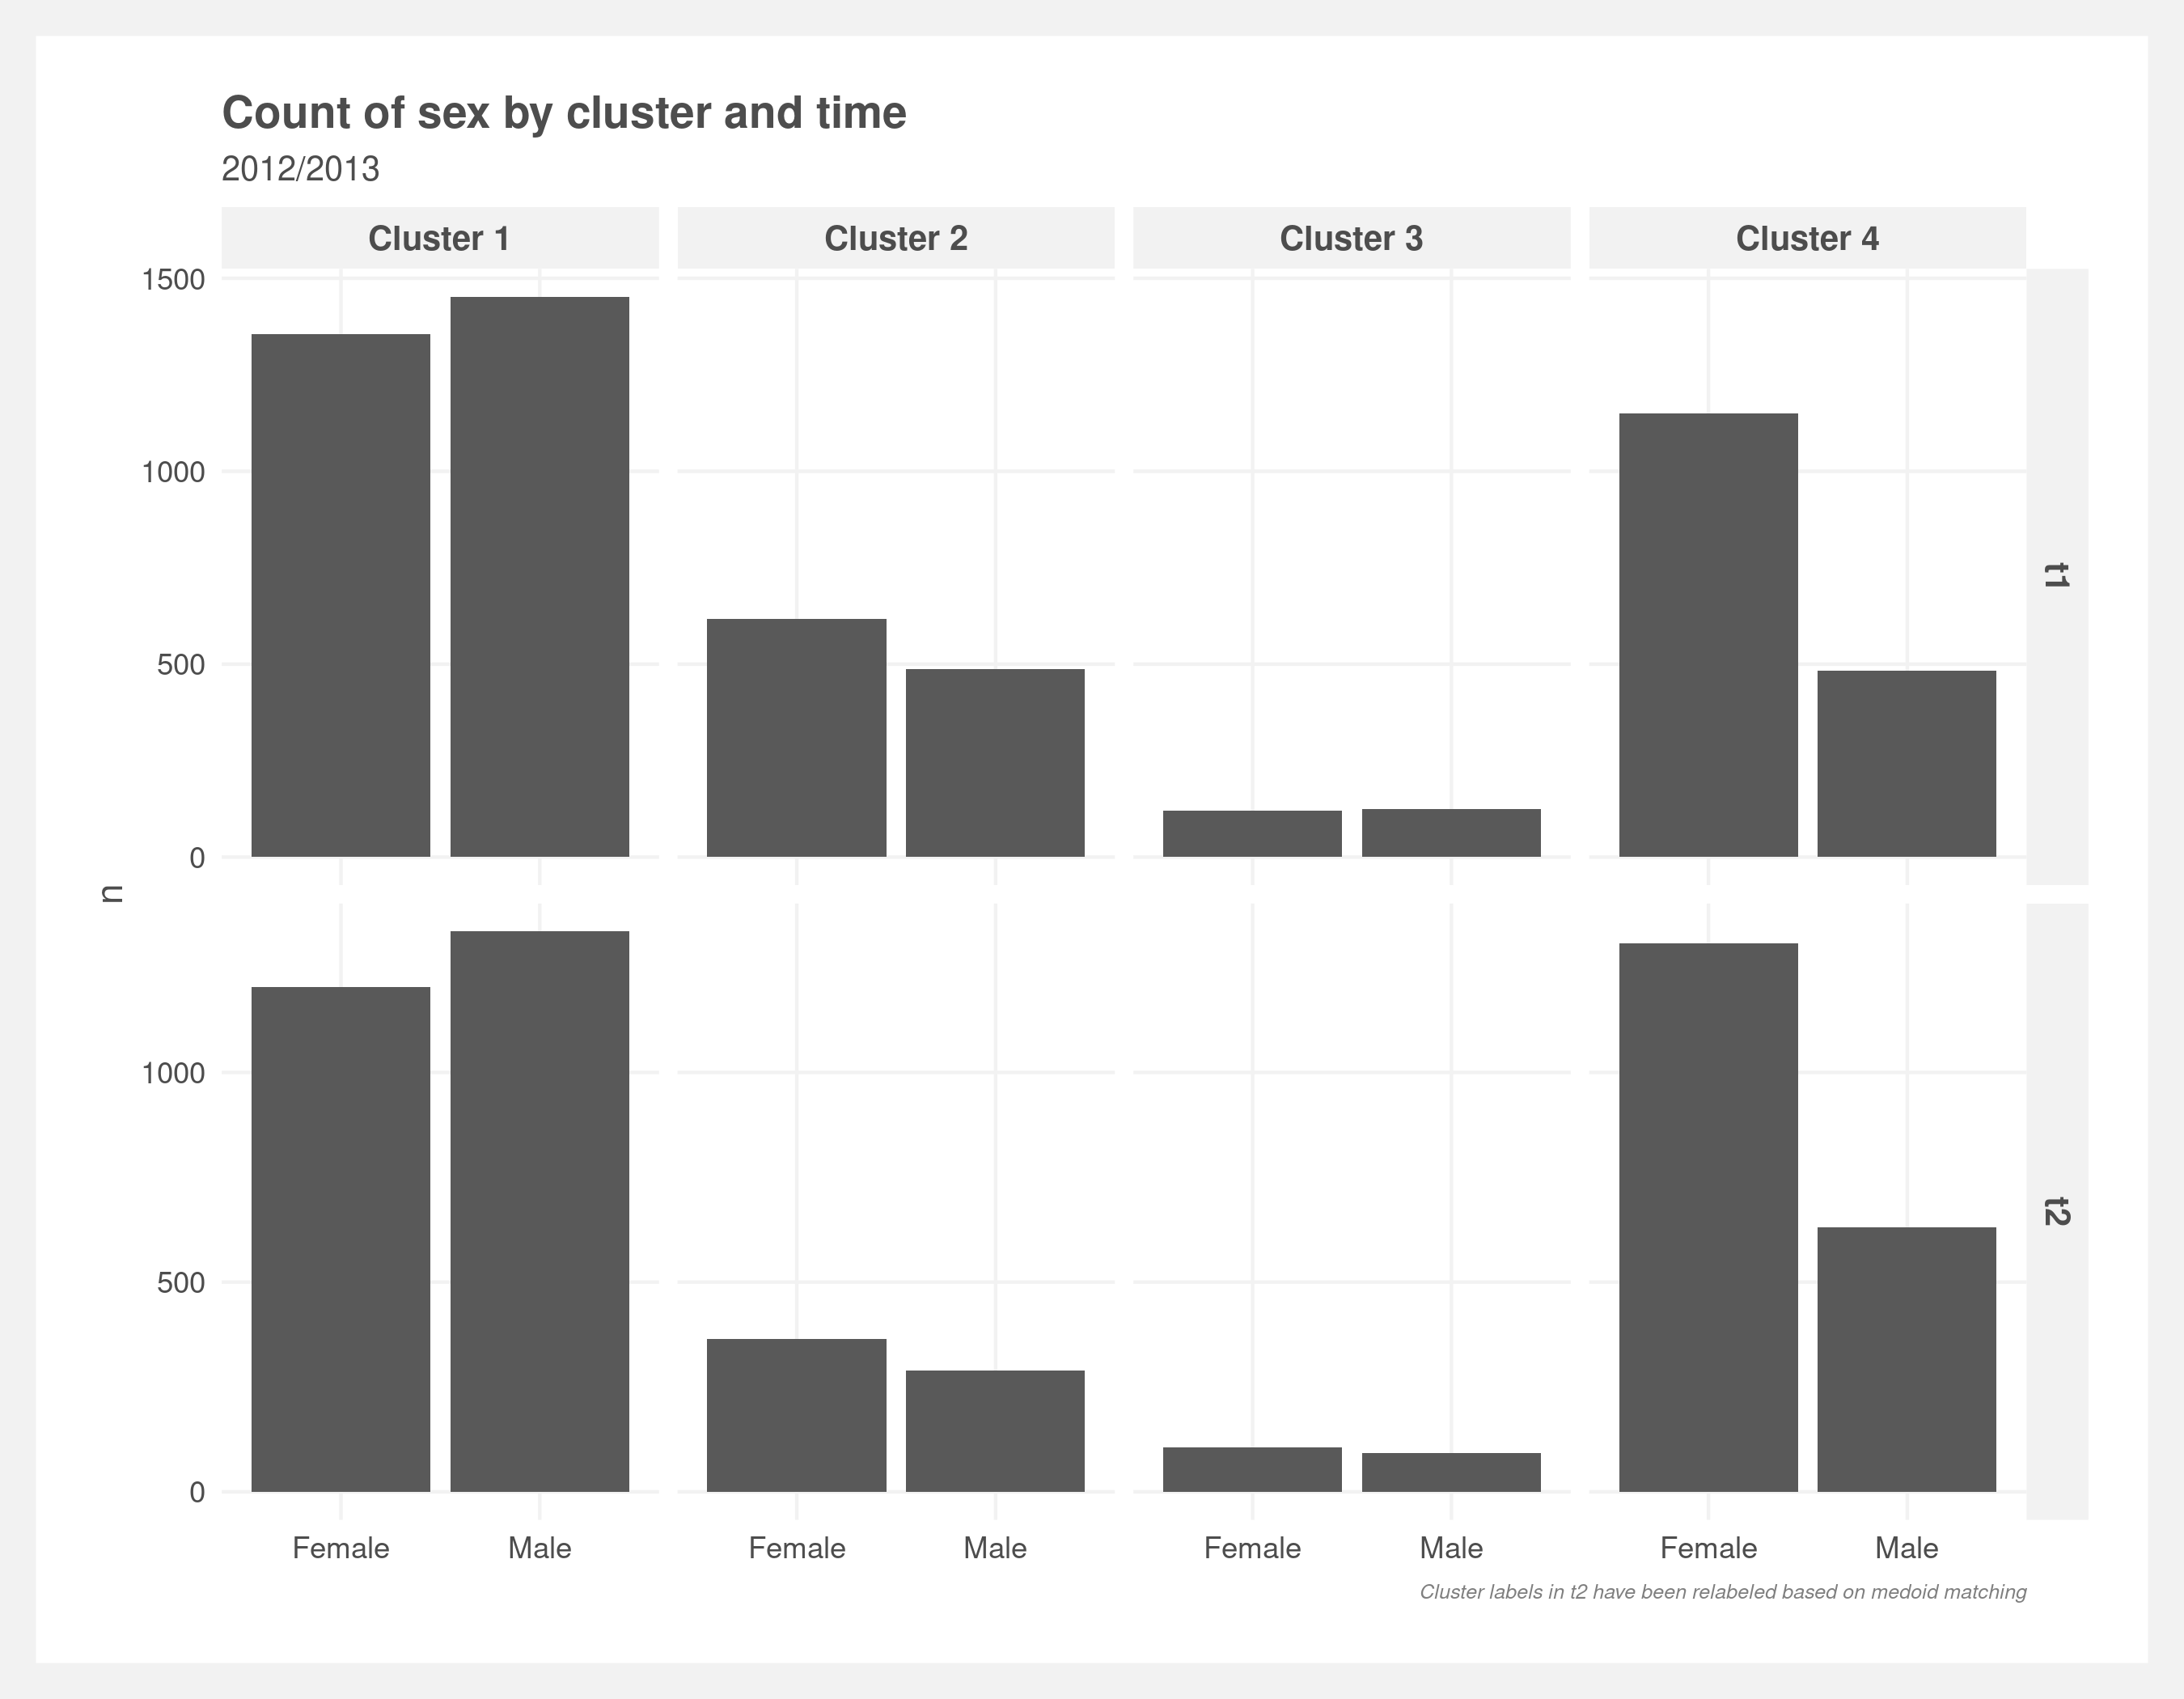 Count of sex by cluster and time
2012/2013
Cluster 1 Cluster 2 Cluster 3 Cluster 4
1500
1000
500
0
t1
n
1000
500
0
t2
Female Male Female Male Female Male Female Male
Cluster labels in t2 have been relabeled based on medoid matching